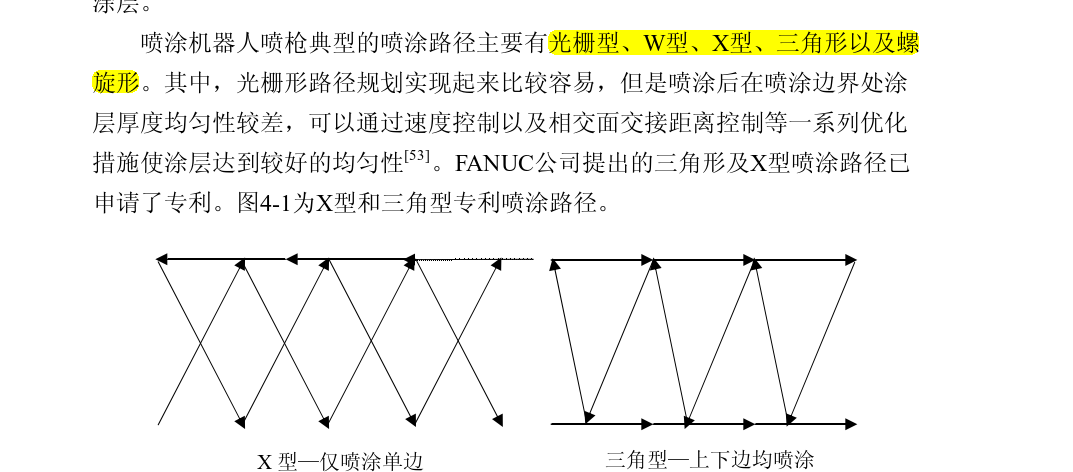 涂层。
喷涂机器人喷枪典型的喷涂路径主要有光栅型、W型、X型、三角形以及螺
旋形。其中，光栅形路径规划实现起来比较容易，但是喷涂后在喷涂边界处涂
层厚度均匀性较差，可以通过速度控制以及相交面交接距离控制等一系列优化
措施使涂层达到较好的均匀性[53]。FANUC公司提出的三角形及X型喷涂路径已
申请了专利。图4-1为X型和三角型专利喷涂路径。
X 型—仅喷涂单边
三角型—上下边均喷涂